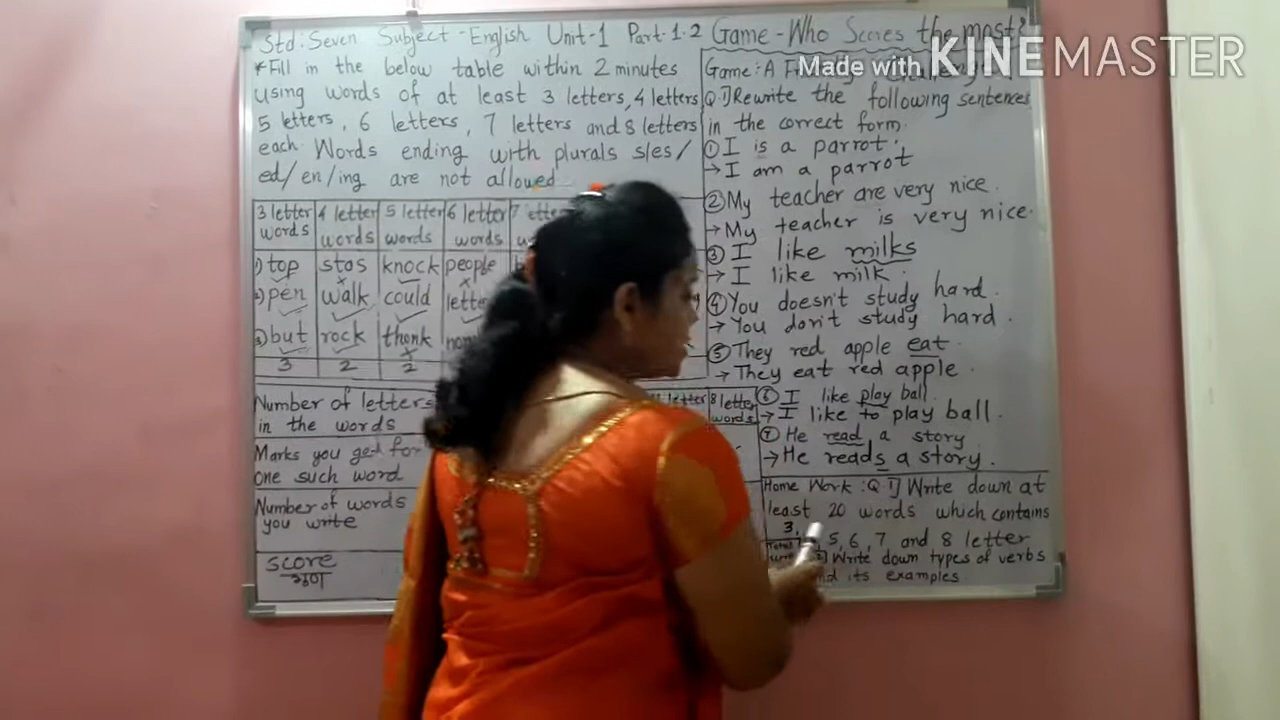 Std:Seven Subject-English Unit-1 Part-1.2 Game-Who Scores the most?
Made with KINEMASTER
*Fill in the below table within 2 minutes
using words of at least 3 letters, 4 letters
5 letters, 6 letters, 7 letters and 8 letters
each. Words ending with plurals s/es/
ed/en/ing are not allowed
3 letter words
4 letter words
5 letter words
6 letter words
1) top stos knock people
2) pen walk could
3) but rock thonk
3 2 2
Number of letters
in the words
8 letter
words
Marks you get for
one such word
Number of words
you write
Score
Game: A
Q.1) Rewrite the following sentences
in the correct form.
① I is a parrot.
→ I am a parrot
② My teacher are very nice.
→ My teacher is very nice.
③ I like milks
→ I like milk.
④ You doesn't study hard.
→ You don't study hard.
⑤ They red apple eat.
→ They eat red apple.
⑥ I like play ball.
→ I like to play ball.
⑦ He read a story
→ He reads a story.
Home Work: Q 1] Write down at
least 20 words which contains
3, 5, 6, 7 and 8 letter
Total
Write down types of verbs
its examples